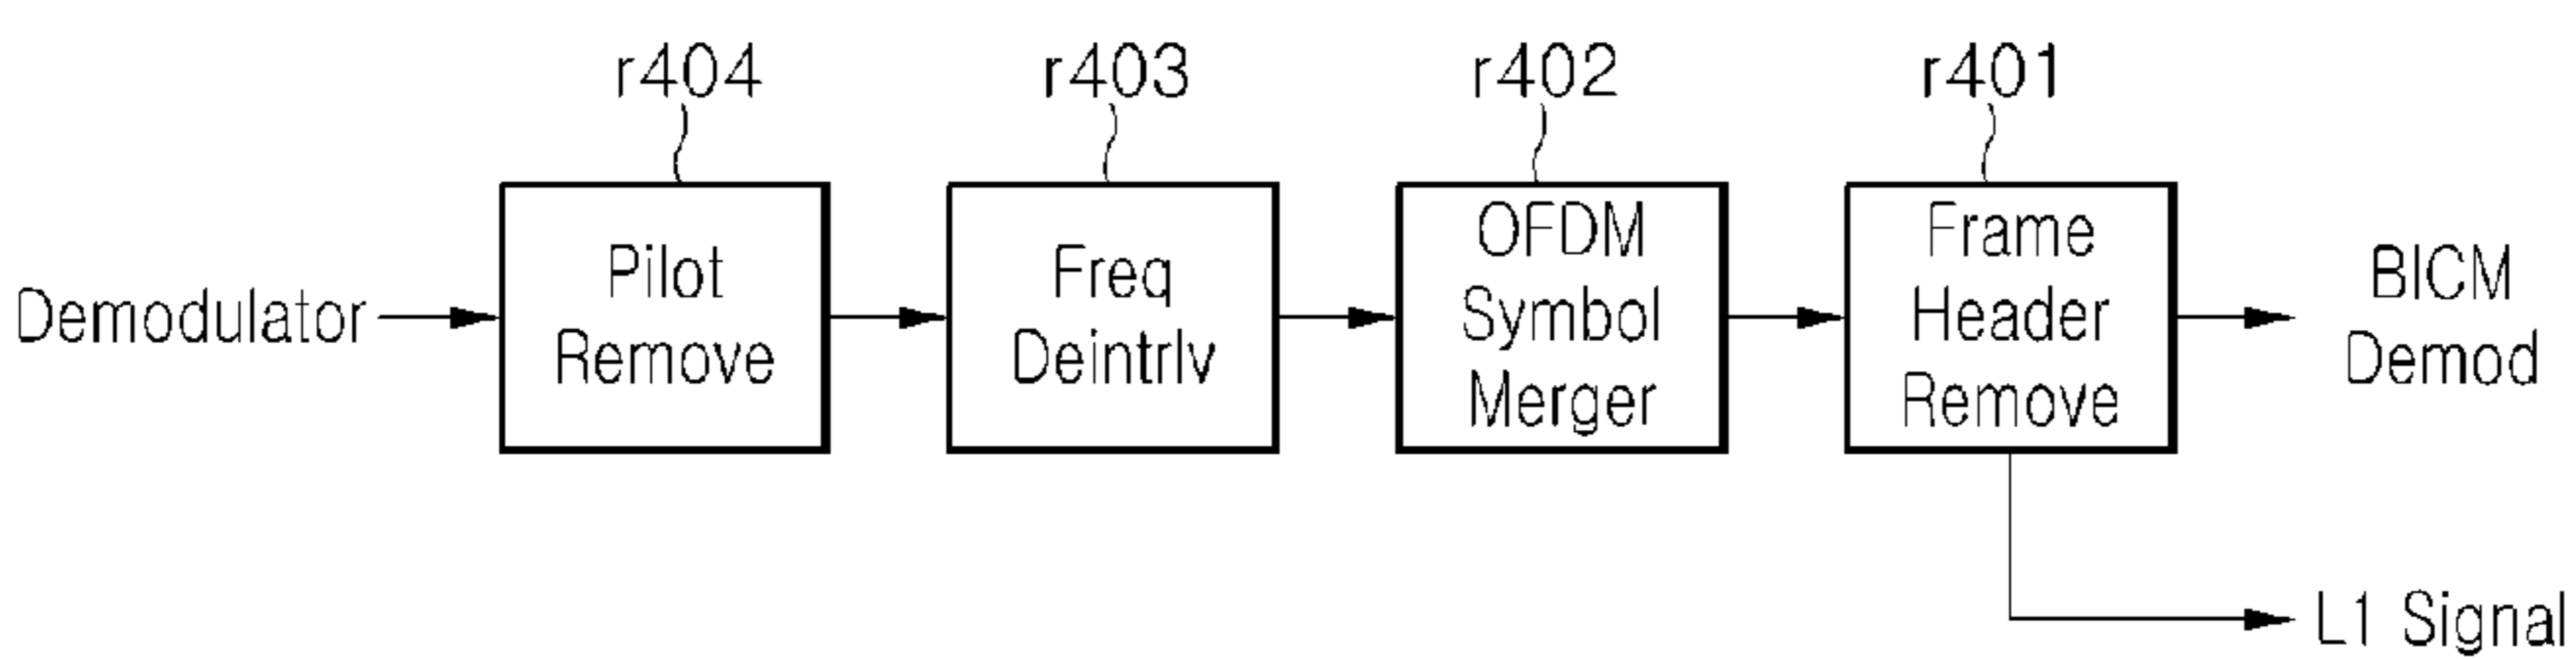 r404
r403
r402
r401
Demodulator
Pilot
Remove
Freq
Deintrlv
OFDM
Symbol
Merger
Frame
Header
Remove
BICM
Demod
L1 Signal